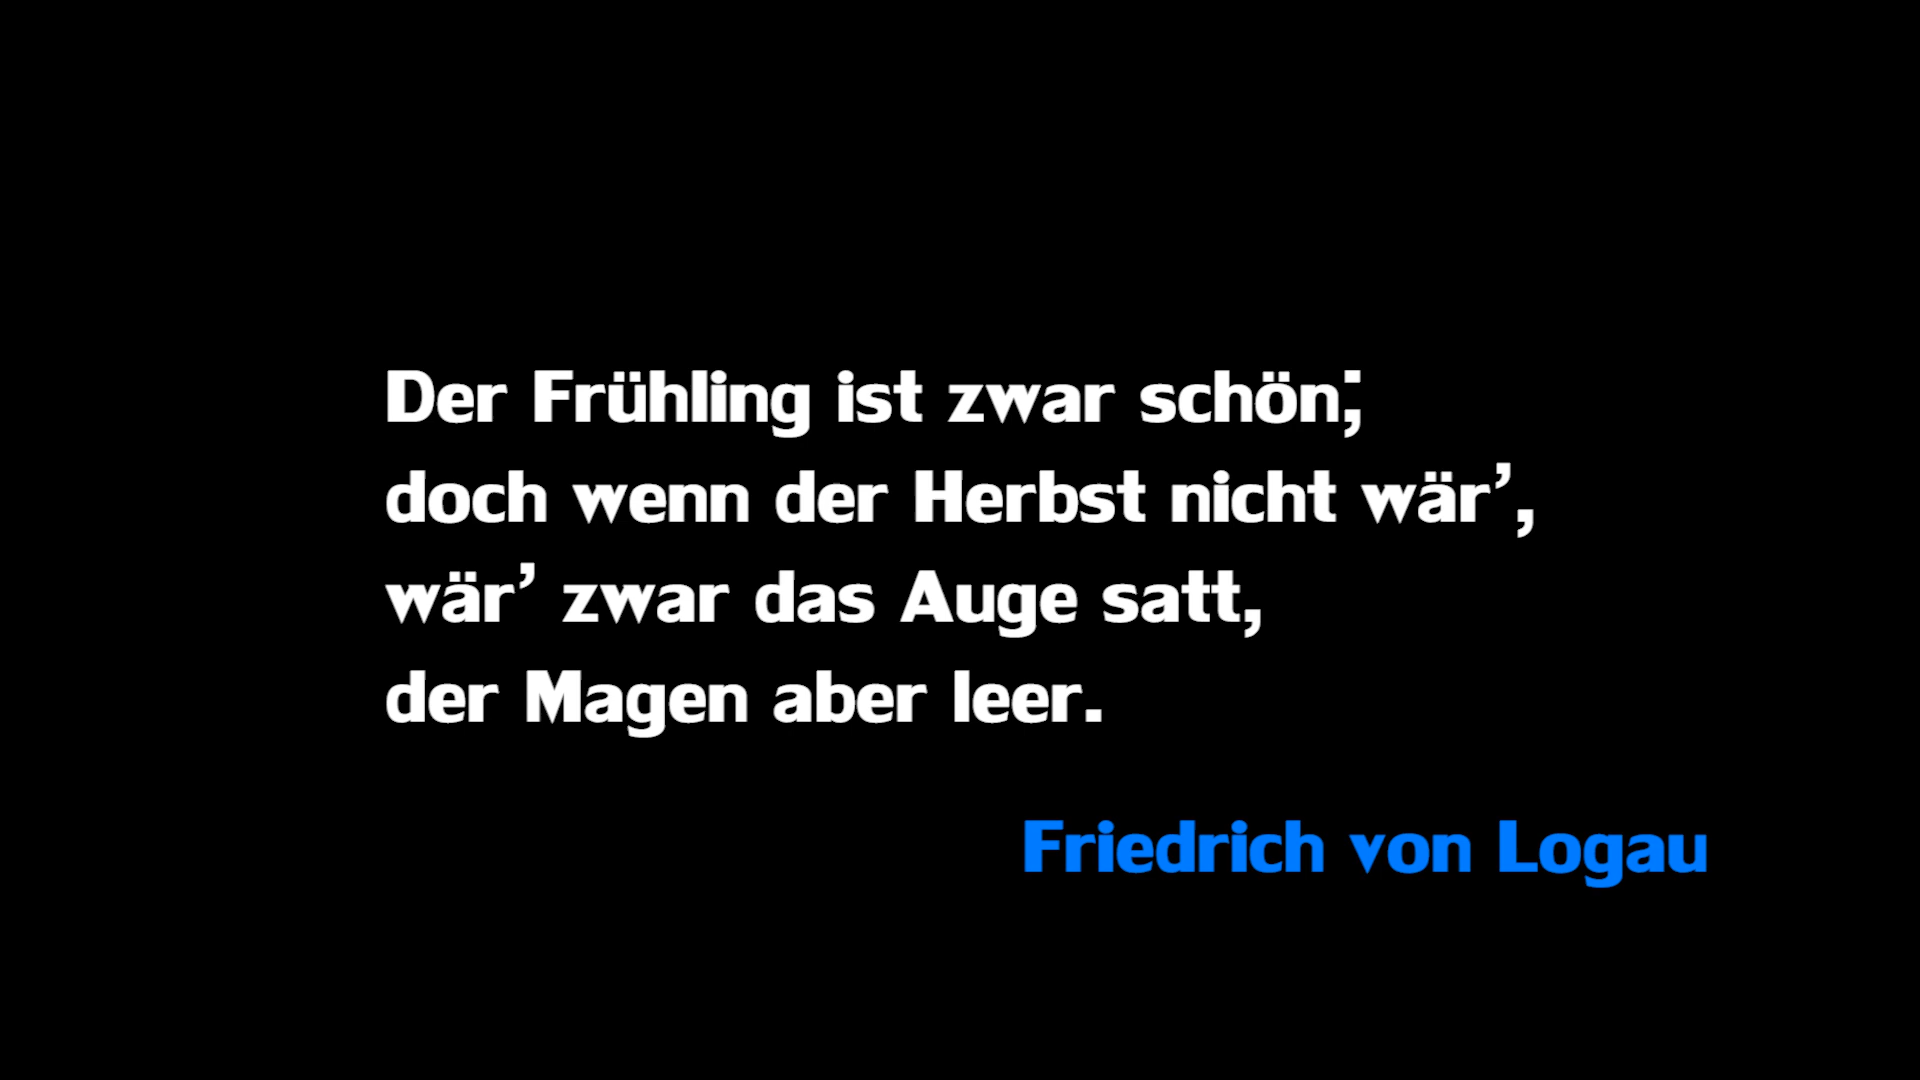 Der Frühling ist zwar schön;
doch wenn der Herbst nicht wär’,
wär’ zwar das Auge satt,
der Magen aber leer.
Friedrich von Logau